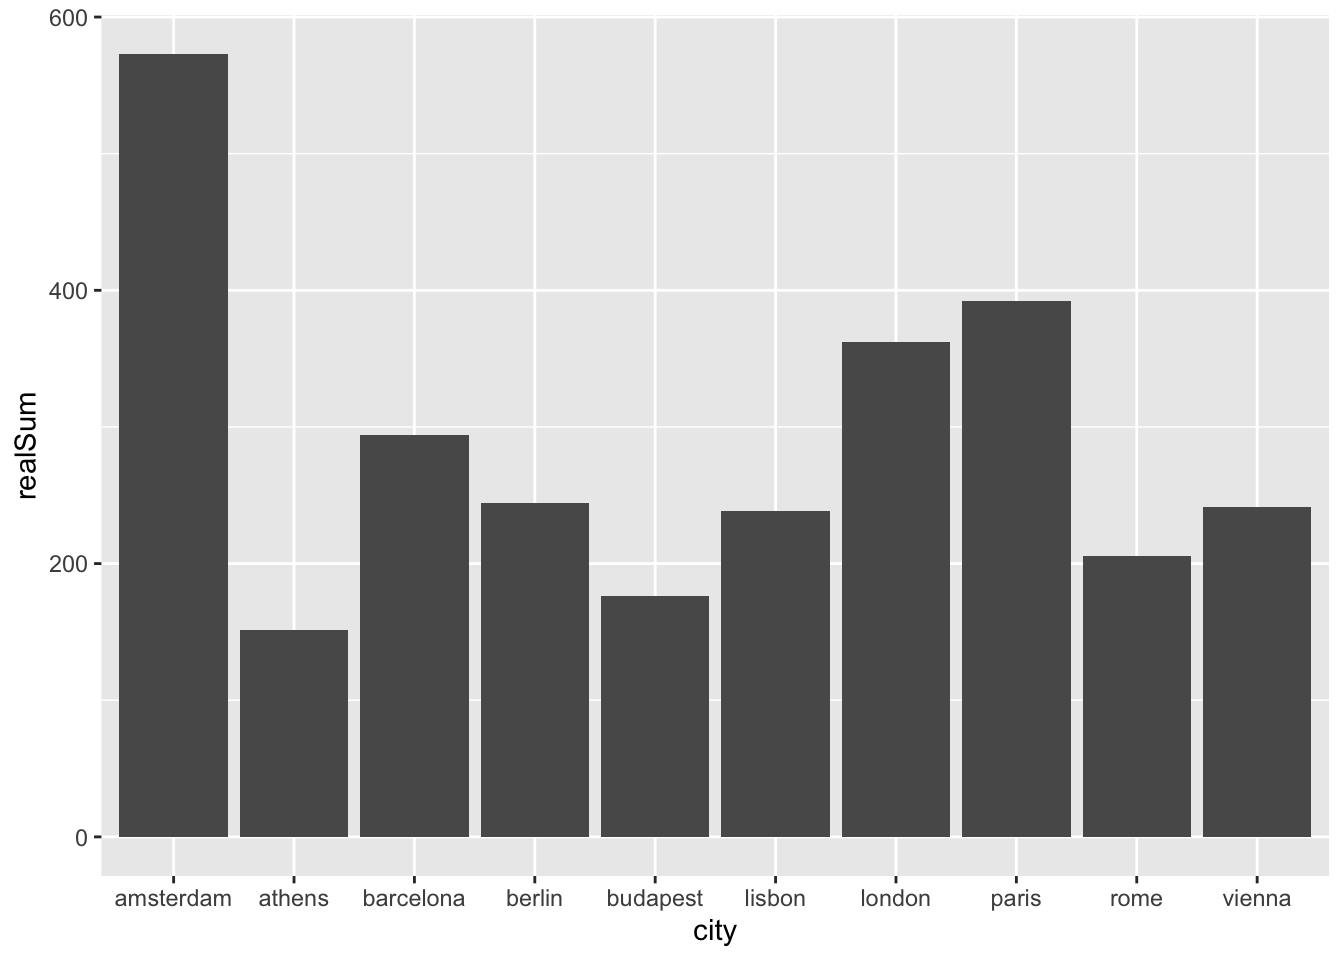 600
400
200
0
realSum
amsterdam athens barcelona berlin budapest lisbon london paris rome vienna
city